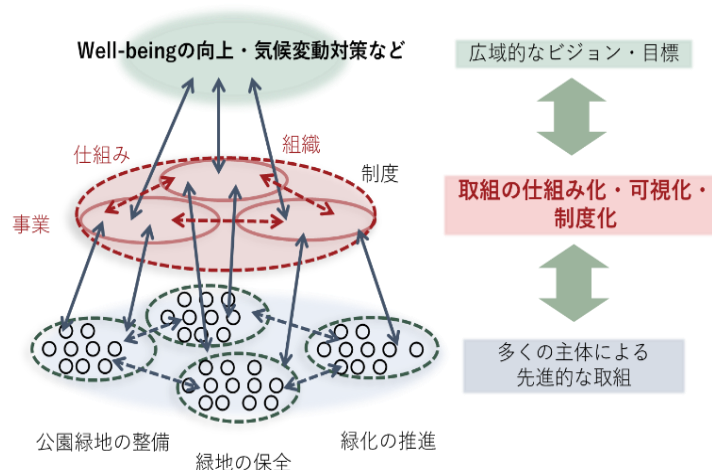 Well-beingの向上・気候変動対策など
仕組み
組織
制度
事業
公園緑地の整備
緑地の保全
緑化の推進
広域的なビジョン・目標
取組の仕組み化・可視化・
制度化
多くの主体による
先進的な取組